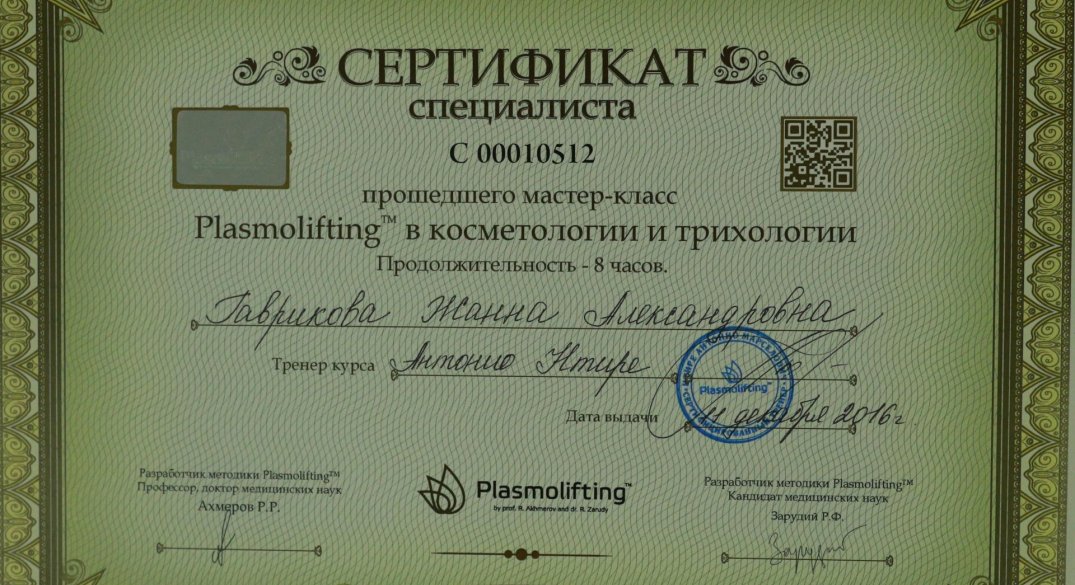 СЕРТИФИКАТ
специалиста
С 00010512
прошедшего мастер-класс
Plasmolifting™ в косметологии и трихологии
Продолжительность - 8 часов.
Гаврикова Жанна Александровна
Тренер курса Антонио Нтире
Plasmolifting™
Дата выдачи 11 декабря 2016г.
Разработчик методики Plasmolifting™
Профессор, доктор медицинских наук
Ахмеров Р.Р.
Plasmolifting™
by prof. R. Akhmerov and dr. R. Zarudy
Разработчик методики Plasmolifting™
Кандидат медицинских наук
Зарудий Р.Ф.